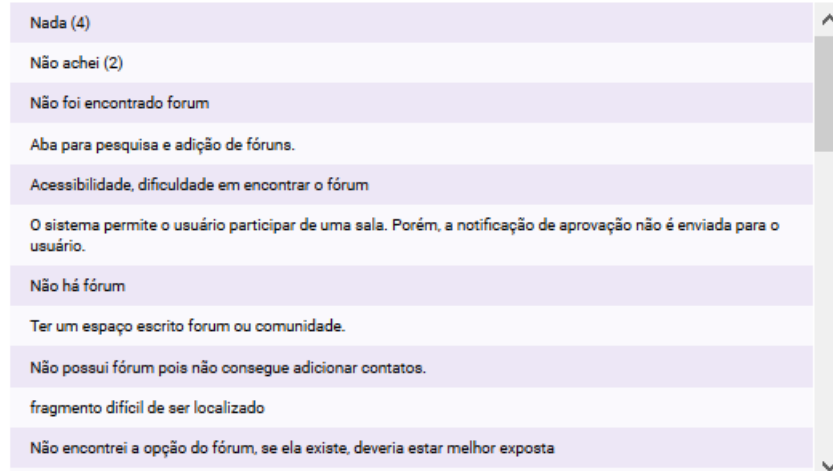 Nada (4)
Não achei (2)
Não foi encontrado forum
Aba para pesquisa e adição de fóruns.
Acessibilidade, dificuldade em encontrar o fórum
O sistema permite o usuário participar de uma sala. Porém, a notificação de aprovação não é enviada para o
usuário.
Não há fórum
Ter um espaço escrito forum ou comunidade.
Não possui fórum pois não consegue adicionar contatos.
fragmento difícil de ser localizado
Não encontrei a opção do fórum, se ela existe, deveria estar melhor exposta